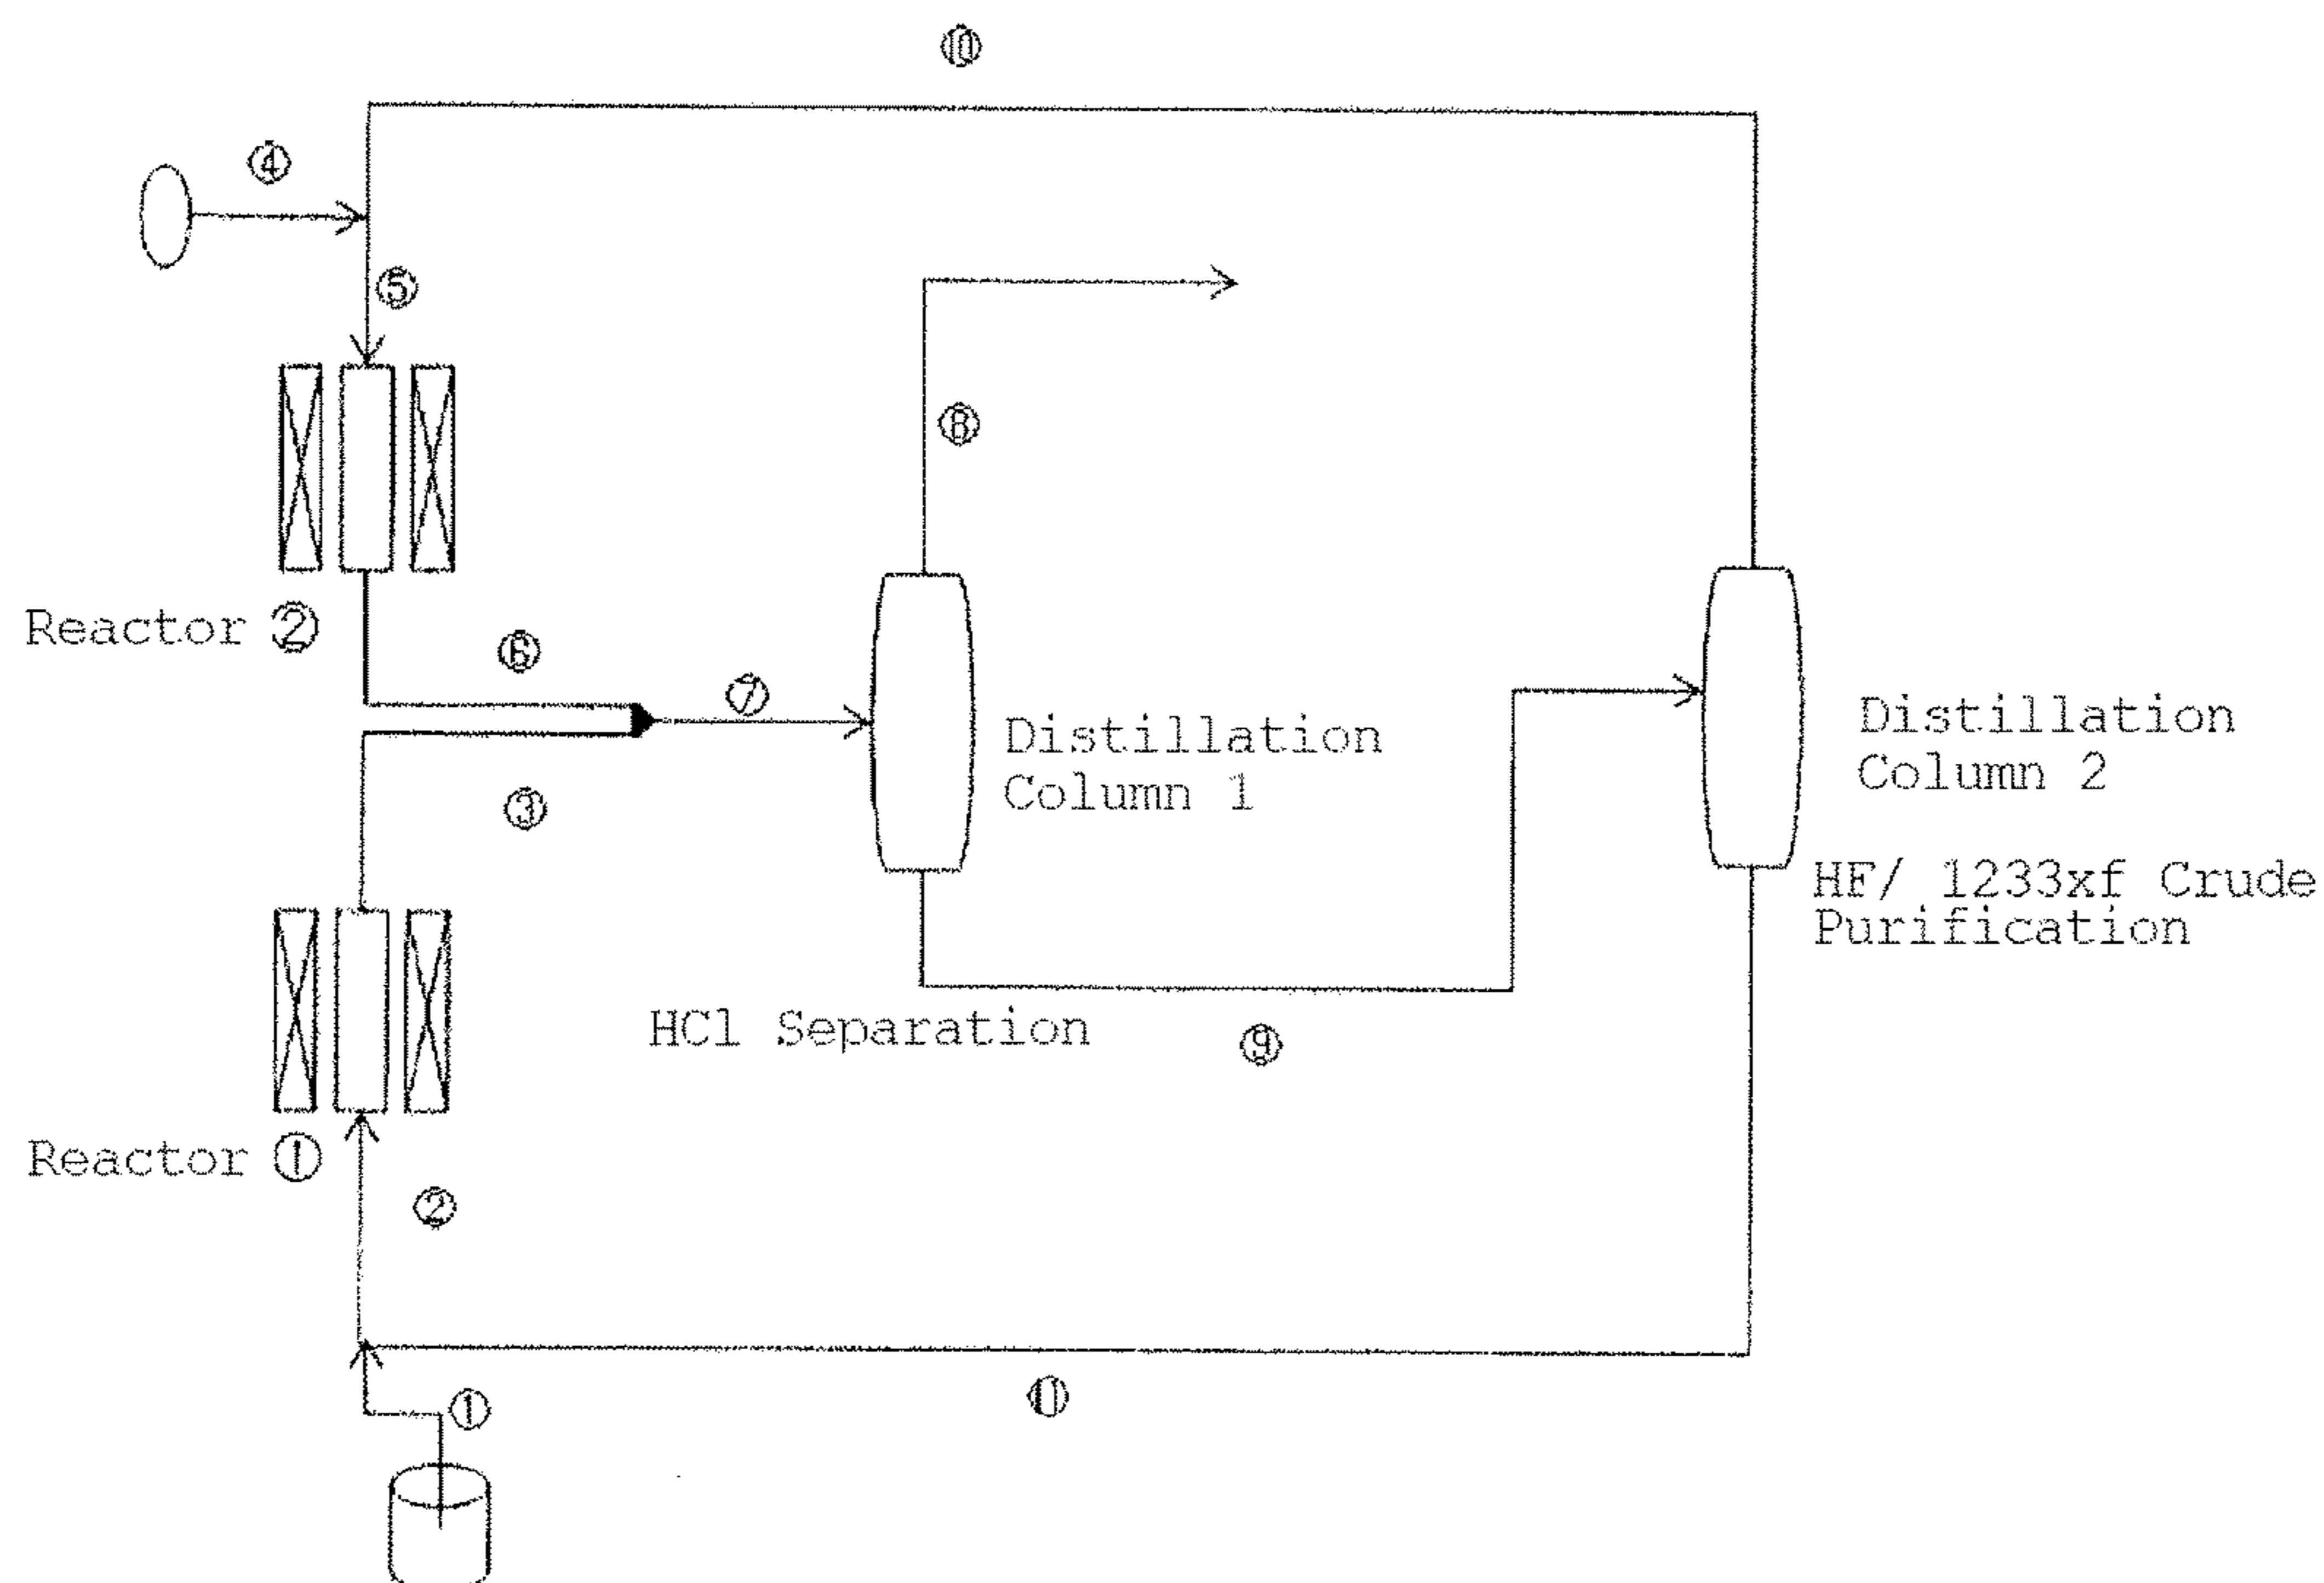 ⑩
④
⑤
⑧
Reactor ②
⑥
⑦
Distillation
Column 1
Distillation
Column 2
③
HF/ 1233xf Crude
Purification
HCl Separation
⑨
Reactor ①
②
⑪
①